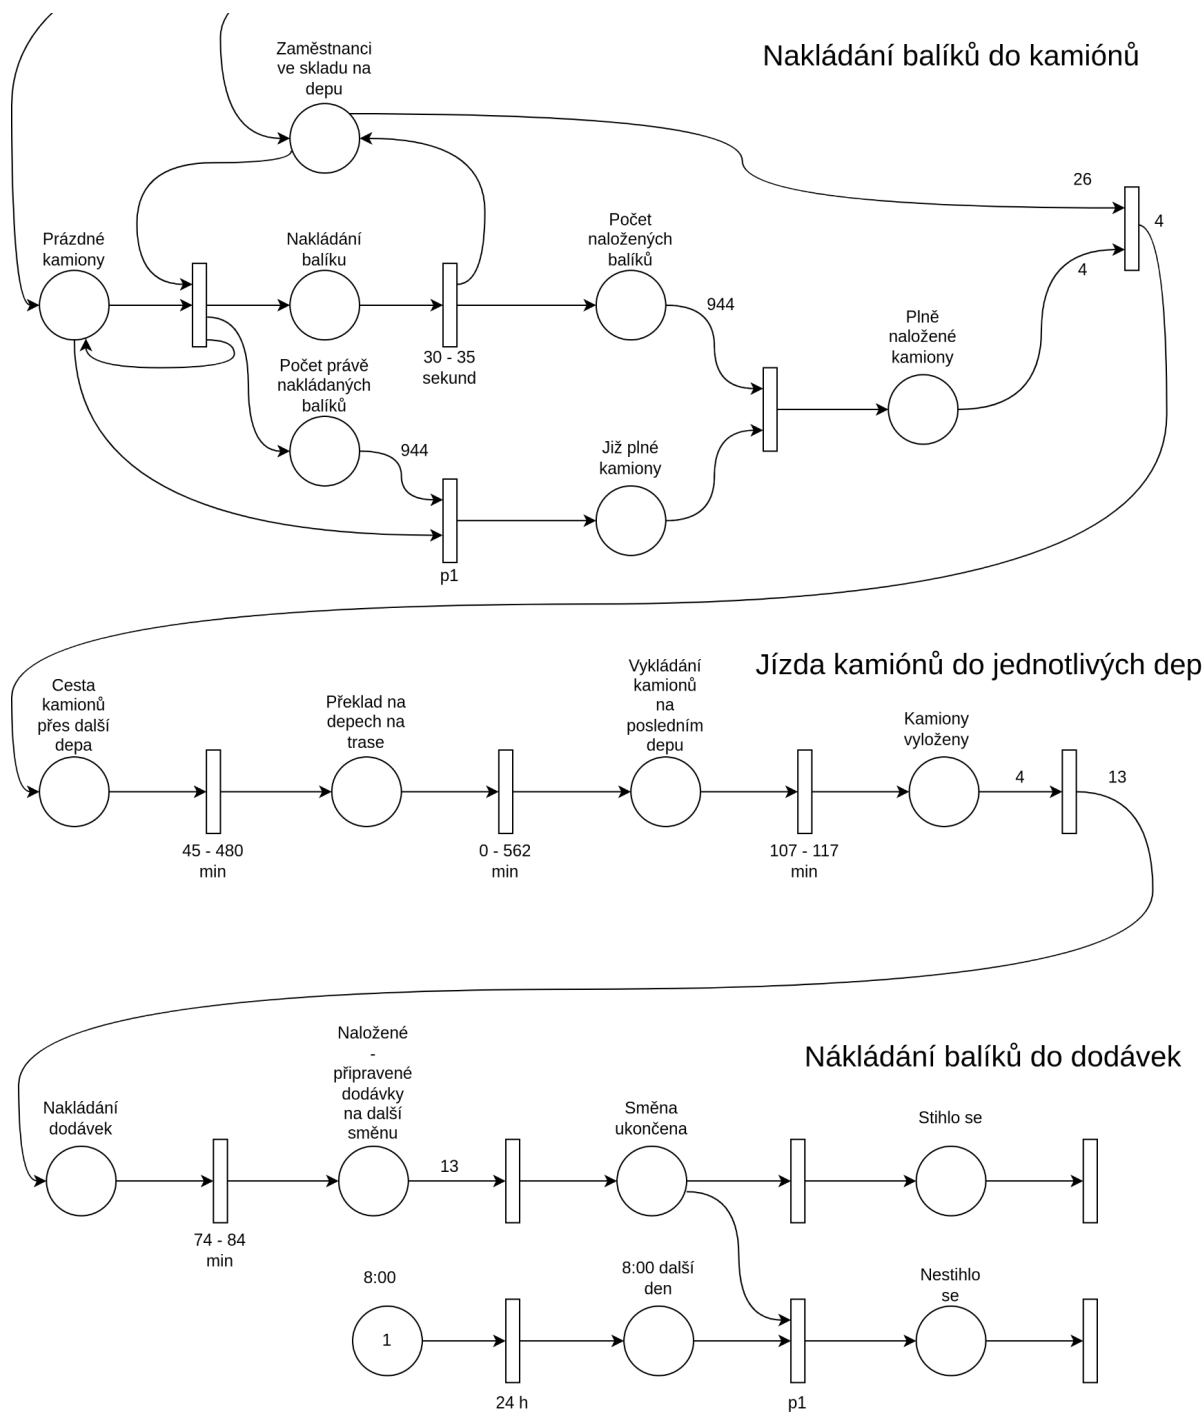 Zaměstnanci
ve skladu na
depu
Nakládání balíků do kamiónů
26
4
Prázdné
kamiony
Nakládání
balíku
Počet
naložených
balíků
4
944
Plně
naložené
kamiony
30 - 35
sekund
Počet právě
nakládaných
balíků
944
Již plné
kamiony
p1
Jízda kamiónů do jednotlivých dep
Cesta
kamionů
přes další
depa
Překlad na
depech na
trase
Vykládání
kamionů
na
posledním
depu
Kamiony
vyloženy
4
13
45 - 480
min
0 - 562
min
107 - 117
min
Nákládání balíků do dodávek
Nakládání
dodávek
Naložené
-
připravené
dodávky
na další
směnu
Směna
ukončena
Stihlo se
13
74 - 84
min
8:00
8:00 další
den
Nestihlo
se
1
24 h
p1